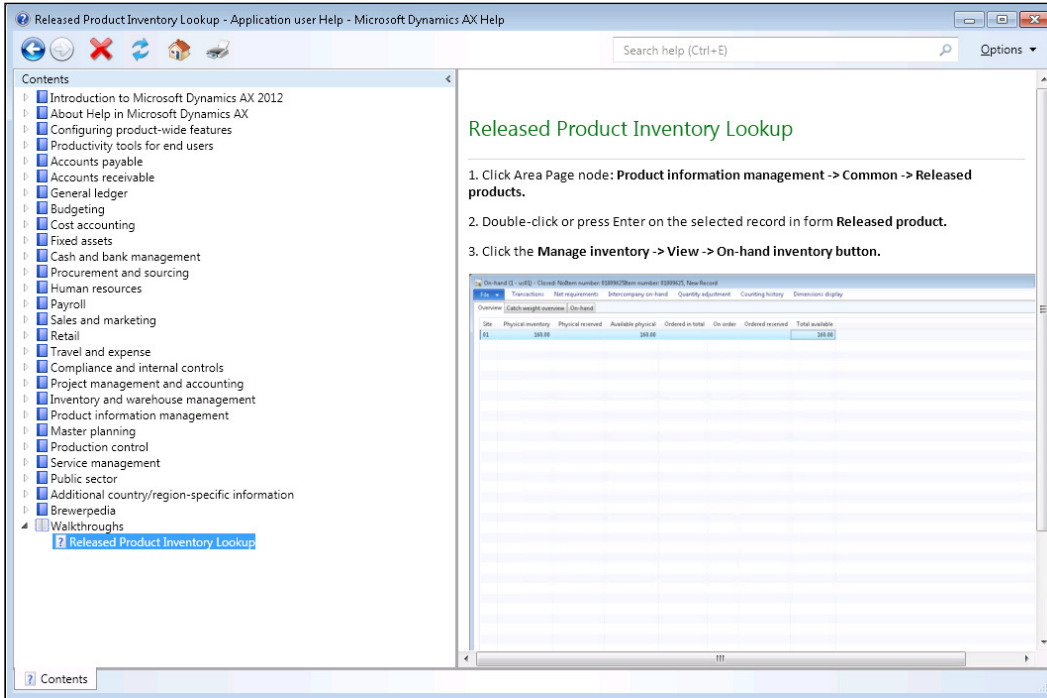 Released Product Inventory Lookup - Application user Help - Microsoft Dynamics AX Help
Search help (Ctrl+E)
Options
Contents
Introduction to Microsoft Dynamics AX 2012
About Help in Microsoft Dynamics AX
Configuring product-wide features
Productivity tools for end users
Accounts payable
Accounts receivable
General ledger
Budgeting
Cost accounting
Fixed assets
Cash and bank management
Procurement and sourcing
Human resources
Payroll
Sales and marketing
Retail
Travel and expense
Compliance and internal controls
Project management and accounting
Inventory and warehouse management
Product information management
Master planning
Production control
Service management
Public sector
Additional country/region-specific information
Brewerpedia
Walkthroughs
Released Product Inventory Lookup
Contents
Released Product Inventory Lookup
1. Click Area Page node: Product information management -> Common -> Released
products.
2. Double-click or press Enter on the selected record in form Released product.
3. Click the Manage inventory -> View -> On-hand inventory button.
File Transactions Net requirements Intercompany on-hand Quantity adjustment Counting history Dimensions display
Overview Catch weight overview On-hand
Site Physical inventory Physical reserved Available physical Ordered in total On order Ordered reserved Total available